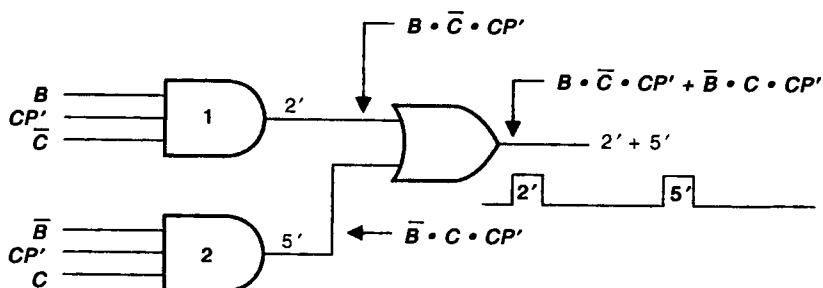 B • C̅ • CP'
B • C̅ • CP' + B̅ • C • CP'
B
CP'
C̅
1
2'
2' + 5'
2'
5'
B̅
CP'
C
2
5'
B̅ • C • CP'